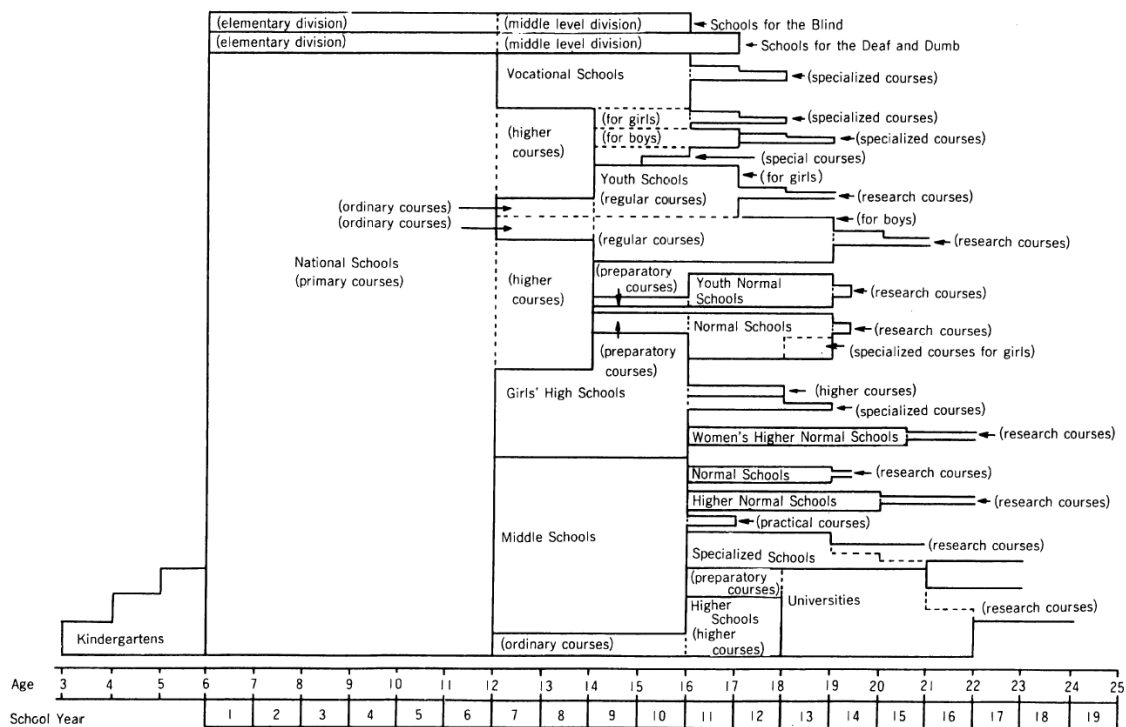 (elementary division) (middle level division) Schools for the Blind
(elementary division) (middle level division) Schools for the Deaf and Dumb
Vocational Schools (specialized courses)
(for girls) (specialized courses)
(higher
courses)
(for boys) (specialized courses)
(special courses)
Youth Schools (for girls)
(regular courses) (research courses)
(ordinary courses)
(ordinary courses) (for boys)
(regular courses) (research courses)
National Schools
(primary courses)
(higher
courses)
(preparatory
courses)
Youth Normal
Schools
(research courses)
Normal Schools (research courses)
(preparatory
courses)
(specialized courses for girls)
Girls' High Schools (higher courses)
(specialized courses)
Women's Higher Normal Schools (research courses)
Normal Schools (research courses)
Higher Normal Schools (research courses)
(practical courses)
Middle Schools
Specialized Schools (research courses)
(preparatory
courses)
Universities
(research courses)
Higher
Schools
(higher
courses)
Kindergartens
(ordinary courses)
Age 3 4 5 6 7 8 9 10 11 12 13 14 15 16 17 18 19 20 21 22 23 24 25
School Year 1 2 3 4 5 6 7 8 9 10 11 12 13 14 15 16 17 18 19